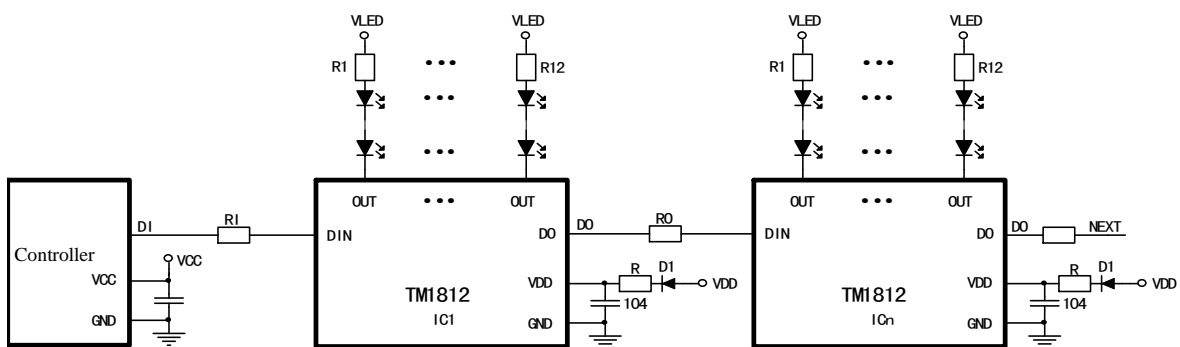 VLED VLED VLED VLED
R1 ••• R12 R1 ••• R12
••• •••
••• •••
OUT ••• OUT OUT ••• OUT
DI RI DIN DO DO RO DIN DO DO NEXT
Controller VCC
VCC VDD R D1 VDD VDD R D1 VDD
TM1812 104 TM1812 104
GND IC1 GND ICn GND